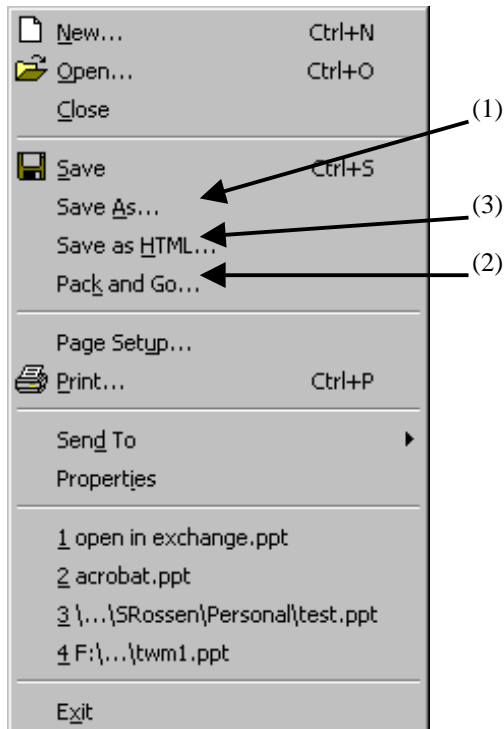 New... Ctrl+N
Open... Ctrl+O
Close
(1)
Save Ctrl+S
Save As...
(3)
Save as HTML...
(2)
Pack and Go...
Page Setup...
Print... Ctrl+P
Send To
Properties
1 open in exchange.ppt
2 acrobat.ppt
3 \...\SRossen\Personal\test.ppt
4 F:\...\twm1.ppt
Exit